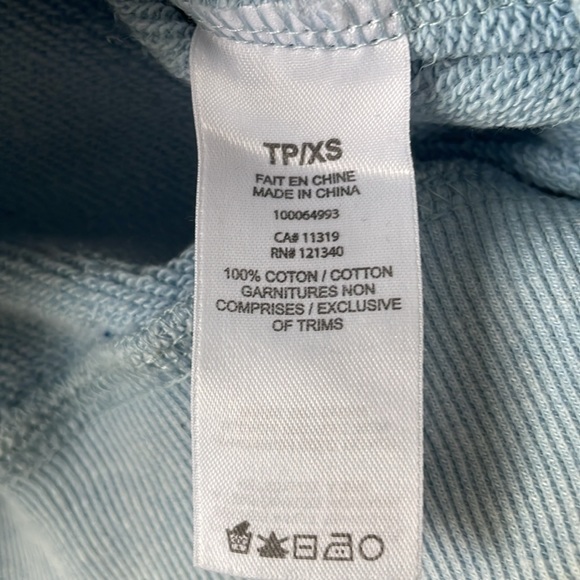 TP/XS
FAIT EN CHINE
MADE IN CHINA
100064993
CA# 11319
RN# 121340
100% COTON / COTTON
GARNITURES NON
COMPRISES / EXCLUSIVE
OF TRIMS